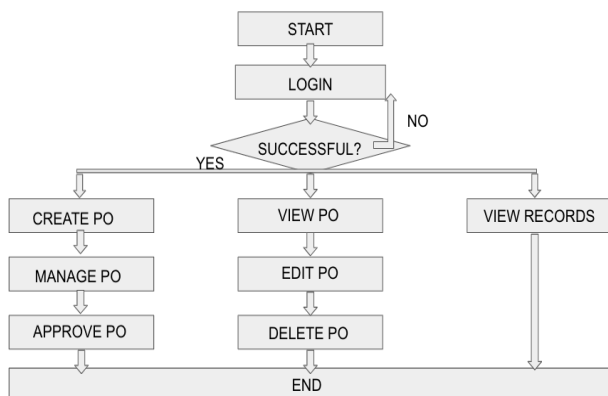 START
LOGIN
NO
SUCCESSFUL?
YES
CREATE PO
VIEW PO
VIEW RECORDS
MANAGE PO
EDIT PO
APPROVE PO
DELETE PO
END